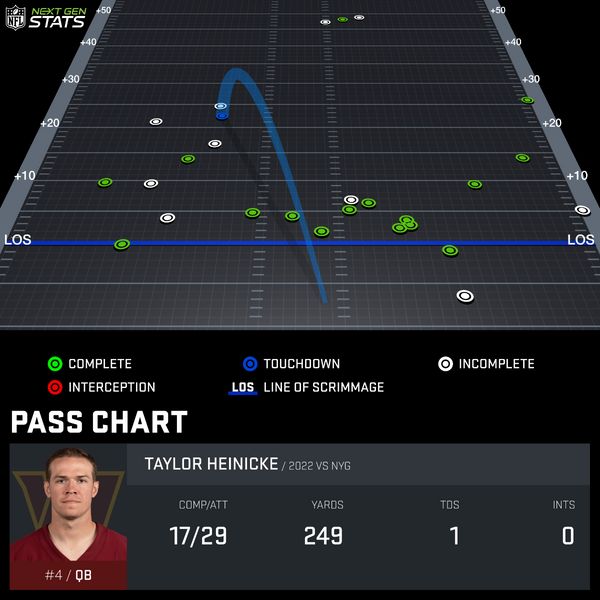 NFL NEXT GEN
STATS
+50 +50
+40 +40
+30 +30
+20 +20
+10 +10
LOS LOS
COMPLETE TOUCHDOWN INCOMPLETE
INTERCEPTION LOS LINE OF SCRIMMAGE
PASS CHART
TAYLOR HEINICKE / 2022 VS NYG
COMP/ATT YARDS TDS INTS
17/29 249 1 0
#4 / QB